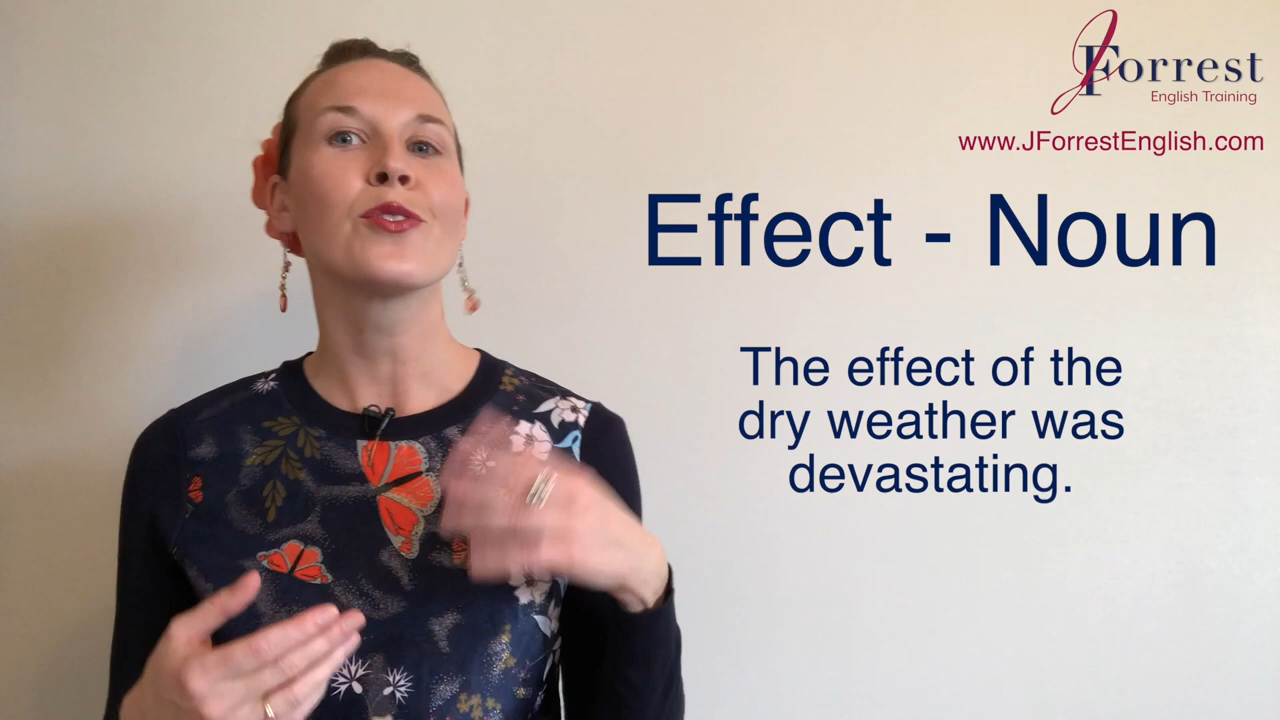 JForrest
English Training
www.JForrestEnglish.com
Effect - Noun
The effect of the
dry weather was
devastating.